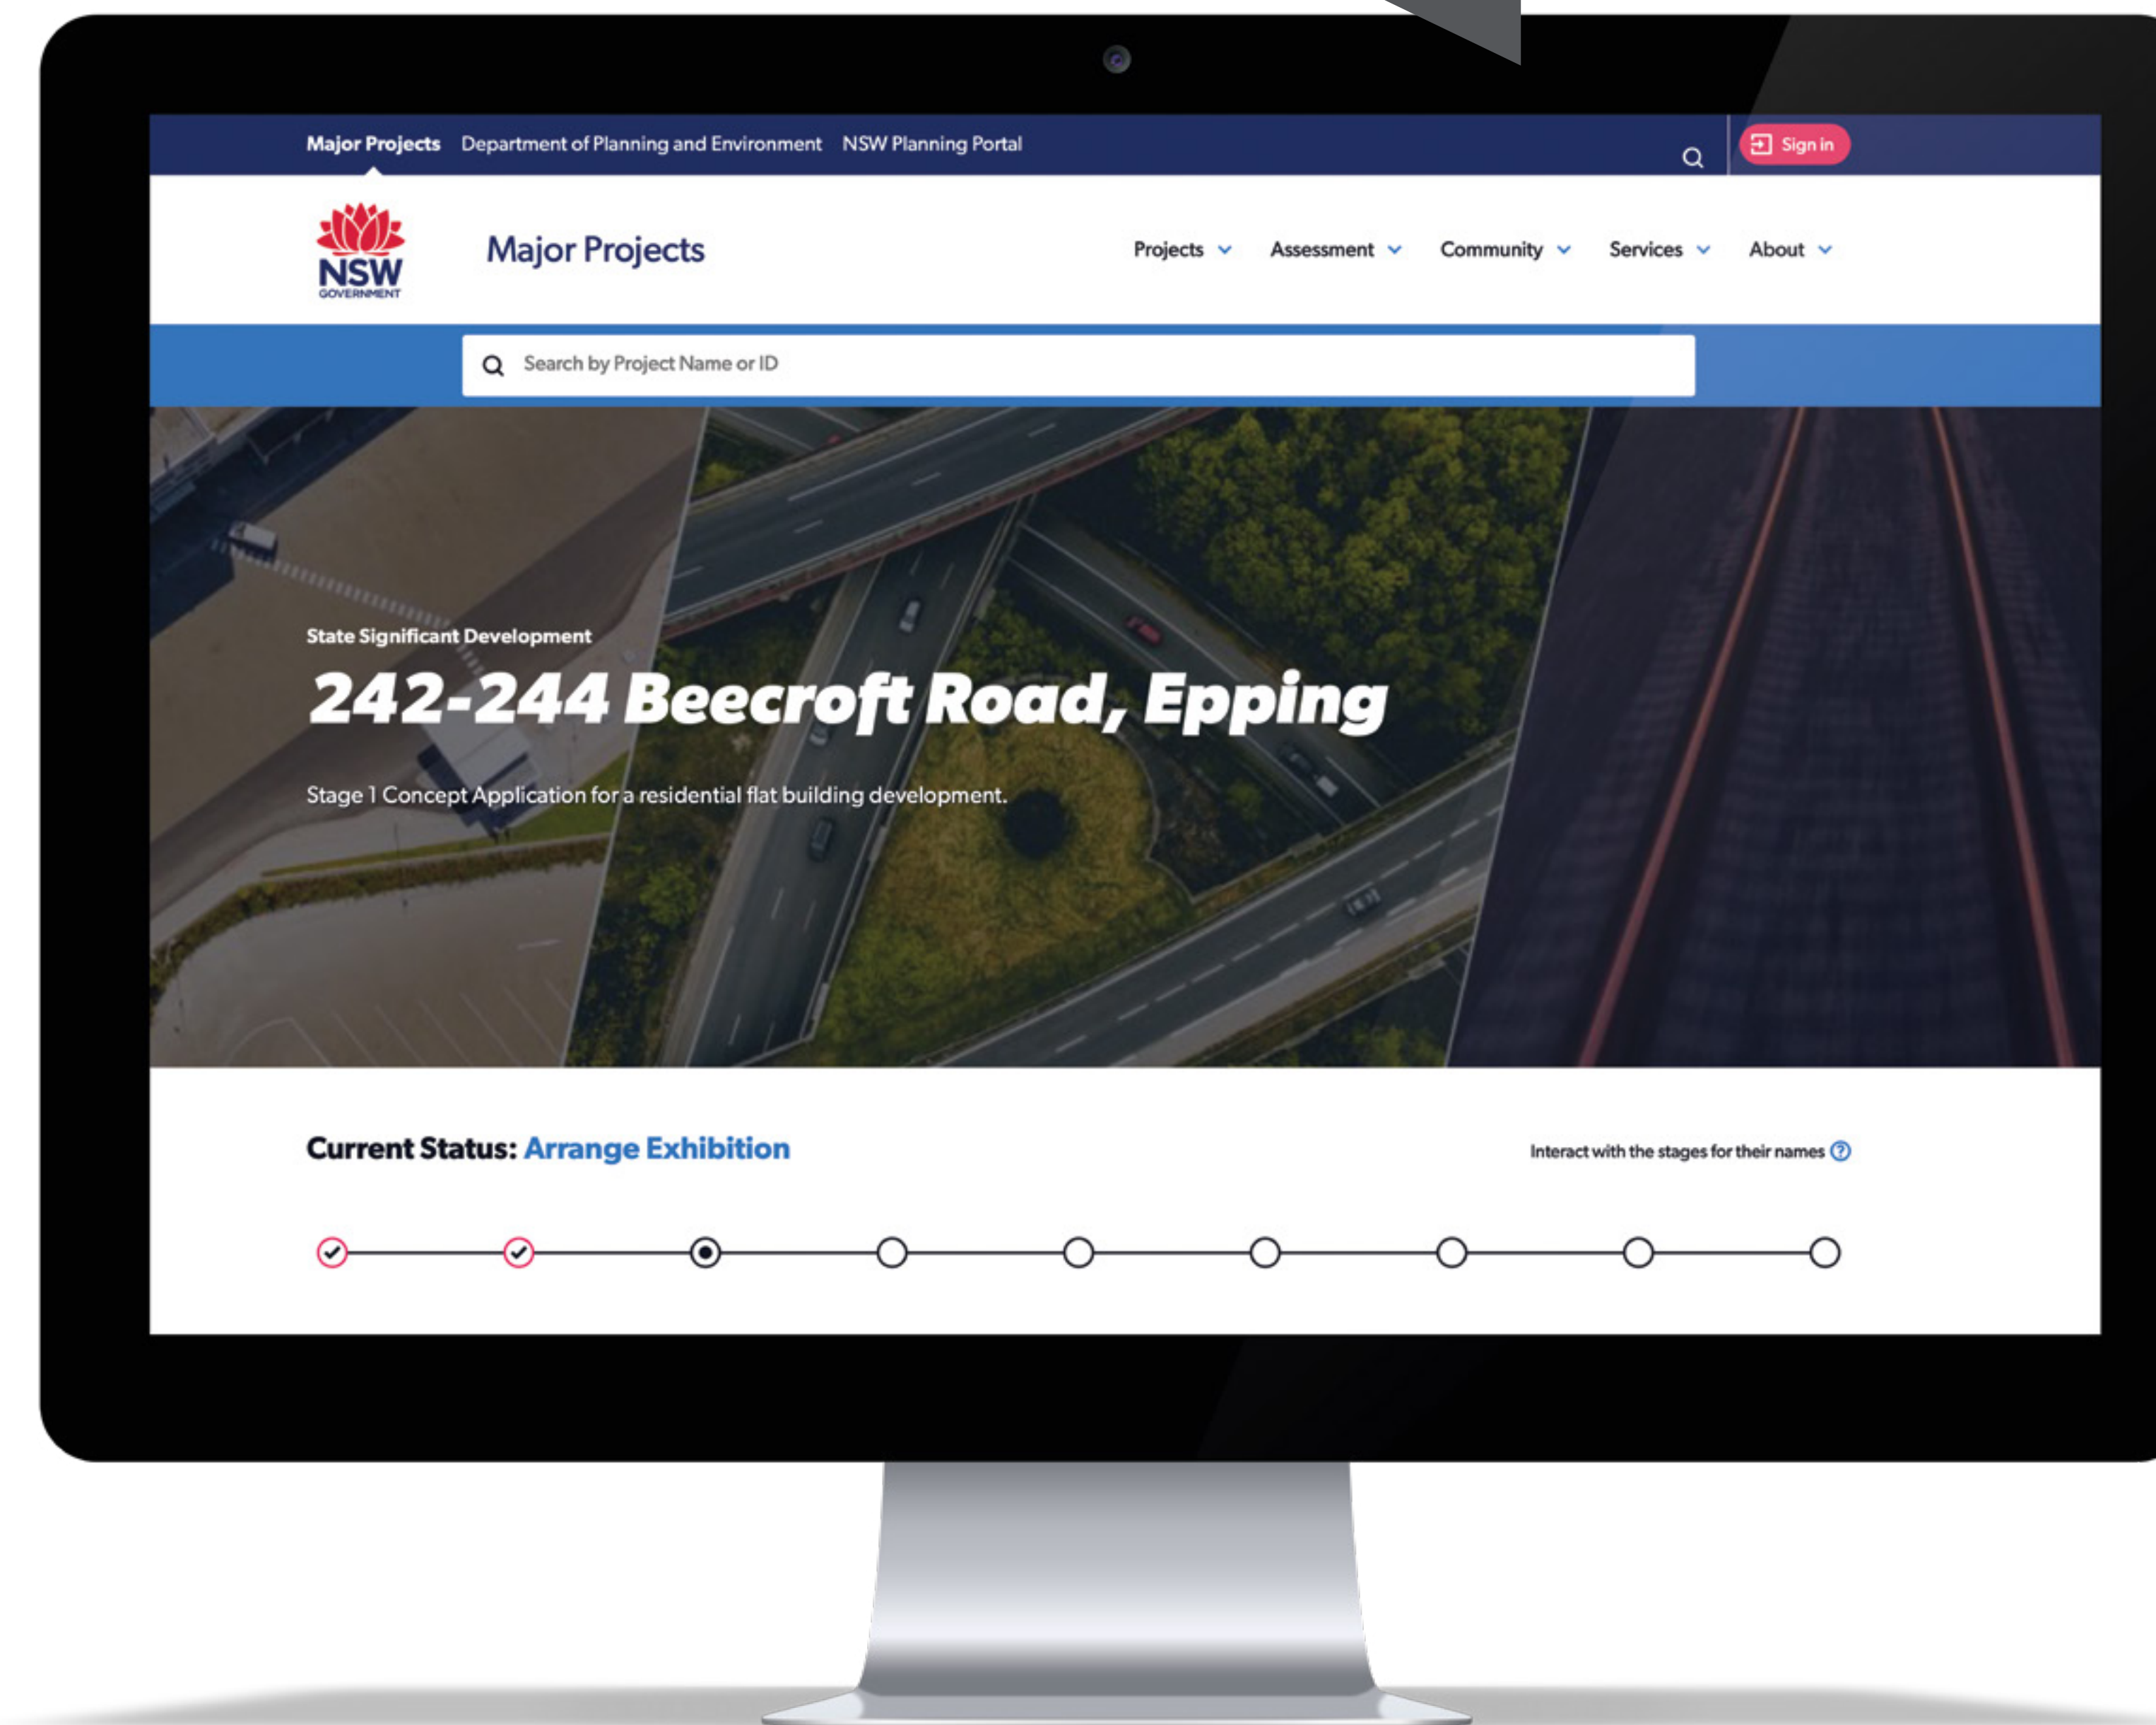 Major Projects Department of Planning and Environment NSW Planning Portal
Sign in
NSW
GOVERNMENT
Major Projects
Projects Assessment Community Services About
Search by Project Name or ID
State Significant Development
242-244 Beecroft Road, Epping
Stage 1 Concept Application for a residential flat building development.
Current Status: Arrange Exhibition
Interact with the stages for their names ?